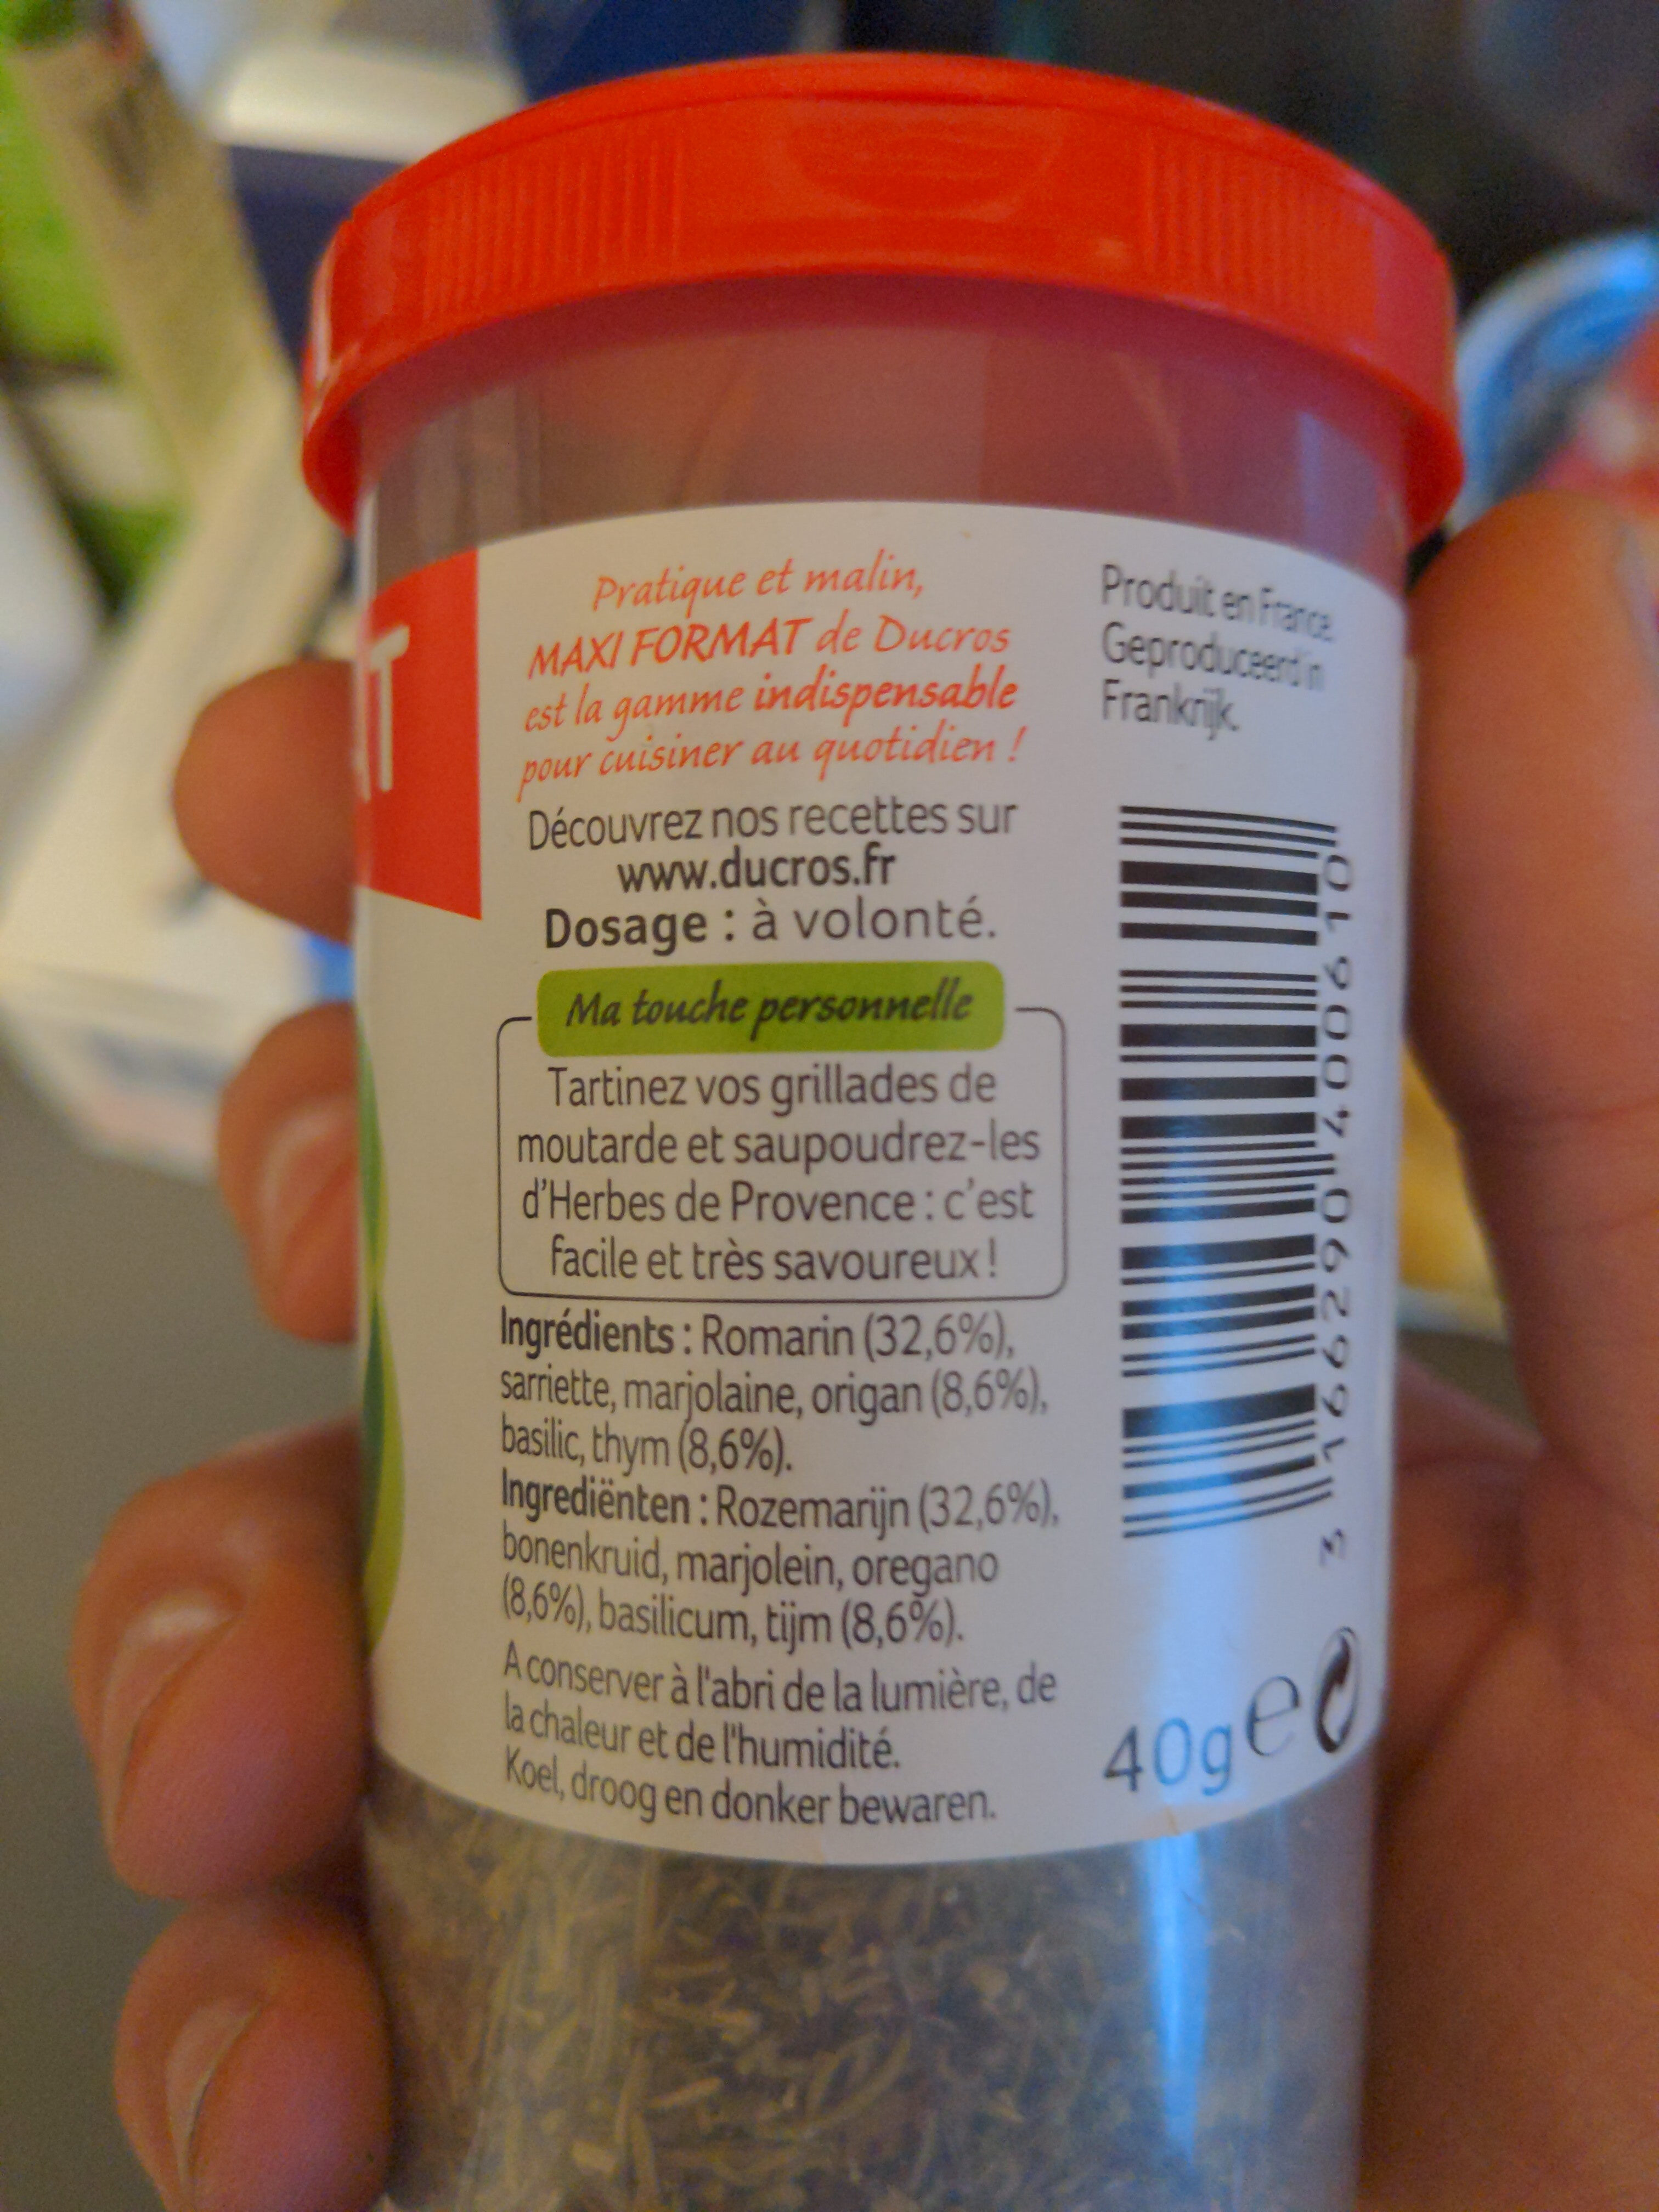 T
Pratique et malin,
MAXI FORMAT de Ducros
est la gamme indispensable
pour cuisiner au quotidien !
Découvrez nos recettes sur
www.ducros.fr
Dosage : à volonté.
Ma touche personnelle
Tartinez vos grillades de
moutarde et saupoudrez-les
d'Herbes de Provence : c'est
facile et très savoureux !
Ingrédients : Romarin (32,6%),
sarriette, marjolaine, origan (8,6%),
basilic, thym (8,6%).
Ingrediënten : Rozemarijn (32,6%),
bonenkruid, marjolein, oregano
(8,6%), basilicum, tijm (8,6%).
A conserver à l'abri de la lumière, de
la chaleur et de l'humidité.
Koel, droog en donker bewaren.
Produit en France.
Geproduceerd in
Frankrijk.
3 166290 400610
40g e